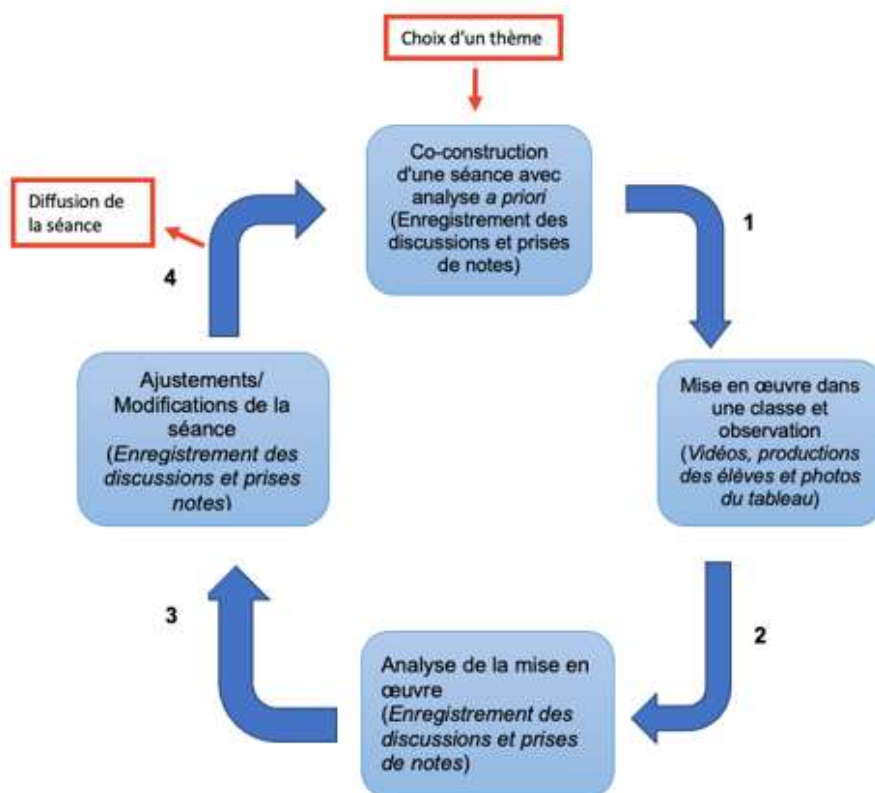 Choix d'un thème
Co-construction
d'une séance avec
analyse a priori
(Enregistrement des
discussions et prises
de notes)
1
Diffusion de
la séance
4
Ajustements/
Modifications de la
séance
(Enregistrement des
discussions et prises
notes)
Mise en œuvre dans
une classe et
observation
(Vidéos, productions
des élèves et photos
du tableau)
3
2
Analyse de la mise en
œuvre
(Enregistrement des
discussions et prises
de notes)